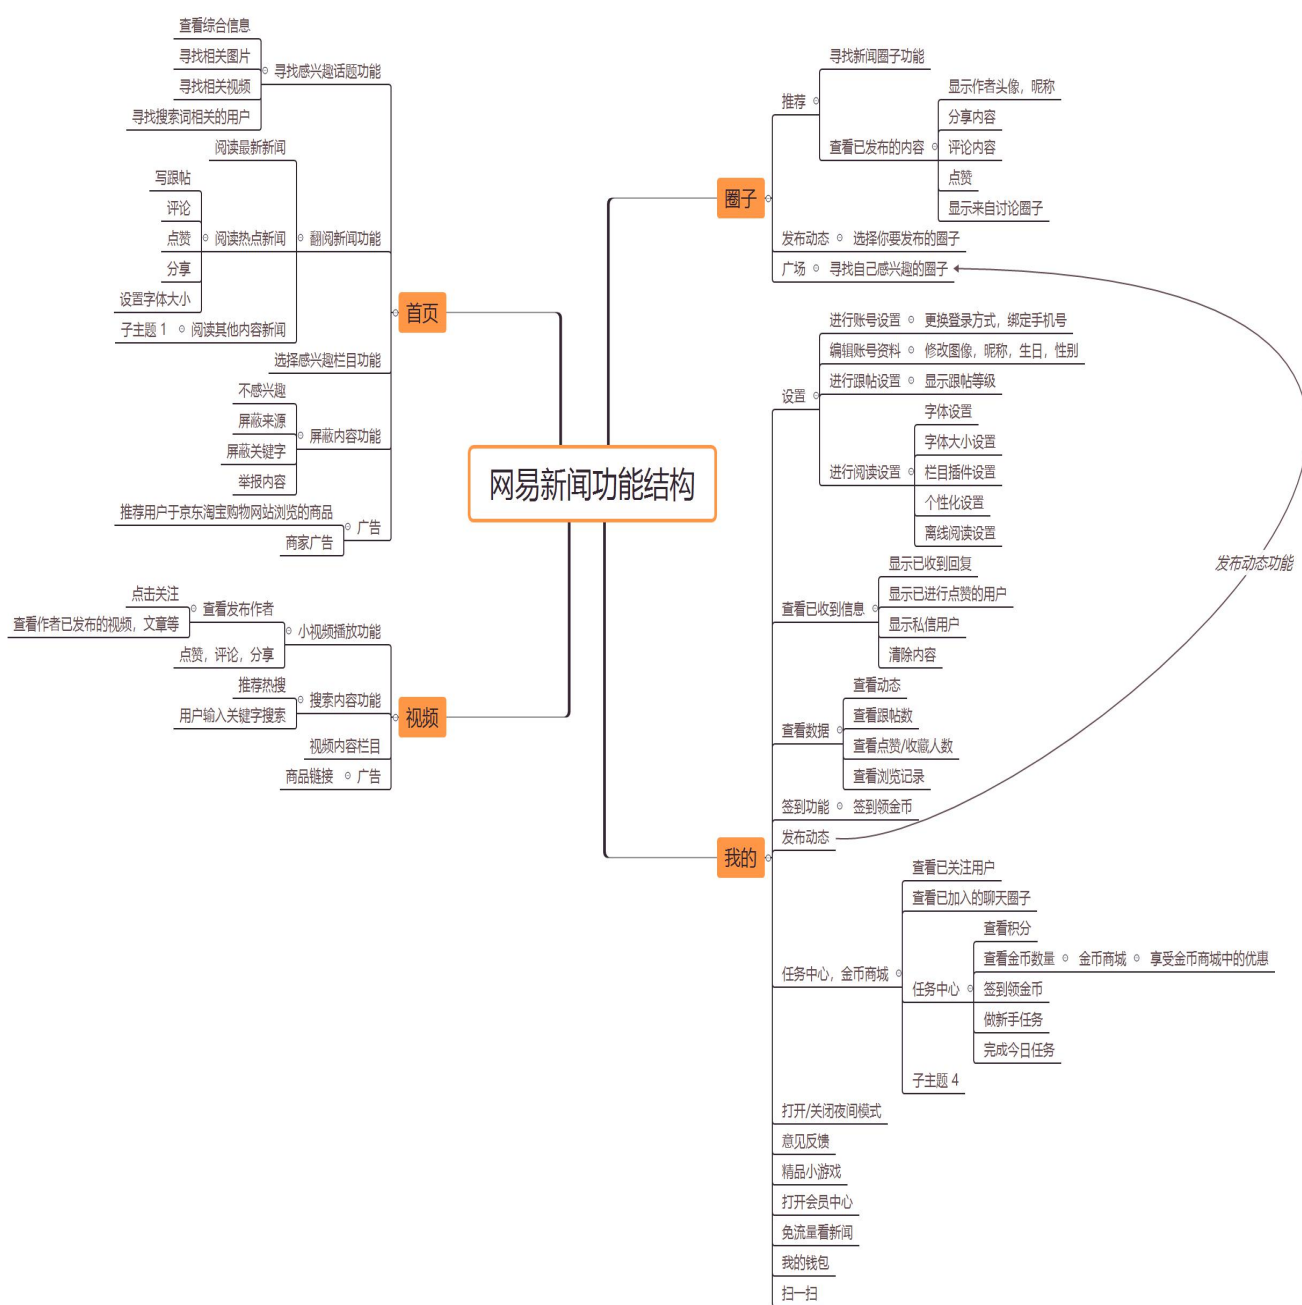 网易新闻功能结构
首页
寻找感兴趣话题功能
查看综合信息
寻找相关图片
寻找相关视频
寻找搜索词相关的用户
翻阅新闻功能
阅读最新新闻
阅读热点新闻
写跟帖
评论
点赞
分享
设置字体大小
阅读其他内容新闻
子主题 1
选择感兴趣栏目功能
屏蔽内容功能
不感兴趣
屏蔽来源
屏蔽关键字
举报内容
广告
推荐用户于京东淘宝购物网站浏览的商品
商家广告
视频
小视频播放功能
查看发布作者
点击关注
查看作者已发布的视频，文章等
点赞，评论，分享
搜索内容功能
推荐热搜
用户输入关键字搜索
视频内容栏目
广告
商品链接
圈子
推荐
寻找新闻圈子功能
查看已发布的内容
显示作者头像，昵称
分享内容
评论内容
点赞
显示来自讨论圈子
发布动态
选择你要发布的圈子
广场
寻找自己感兴趣的圈子
我的
设置
进行账号设置
更换登录方式，绑定手机号
编辑账号资料
修改图像，昵称，生日，性别
进行跟帖设置
显示跟帖等级
进行阅读设置
字体设置
字体大小设置
栏目插件设置
个性化设置
离线阅读设置
查看已收到信息
显示已收到回复
显示已进行点赞的用户
显示私信用户
清除内容
查看数据
查看动态
查看跟帖数
查看点赞/收藏人数
查看浏览记录
签到功能
签到领金币
发布动态
发布动态功能
任务中心，金币商城
查看已关注用户
查看已加入的聊天圈子
任务中心
查看积分
查看金币数量
金币商城
享受金币商城中的优惠
签到领金币
做新手任务
完成今日任务
子主题 4
打开/关闭夜间模式
意见反馈
精品小游戏
打开会员中心
免流量看新闻
我的钱包
扫一扫